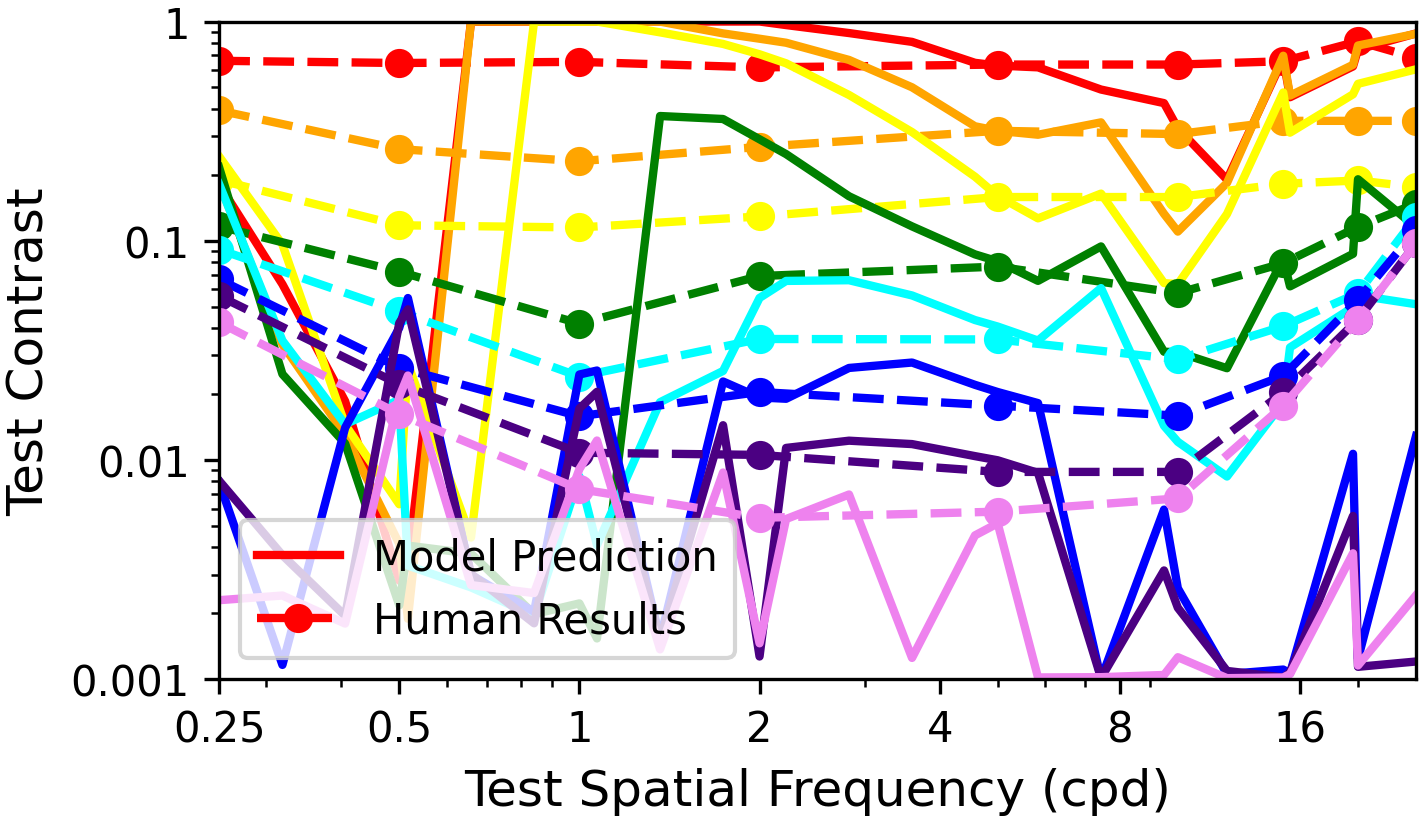 1
0.1
0.01
0.001
Test Contrast
Model Prediction
Human Results
0.25 0.5 1 2 4 8 16
Test Spatial Frequency (cpd)